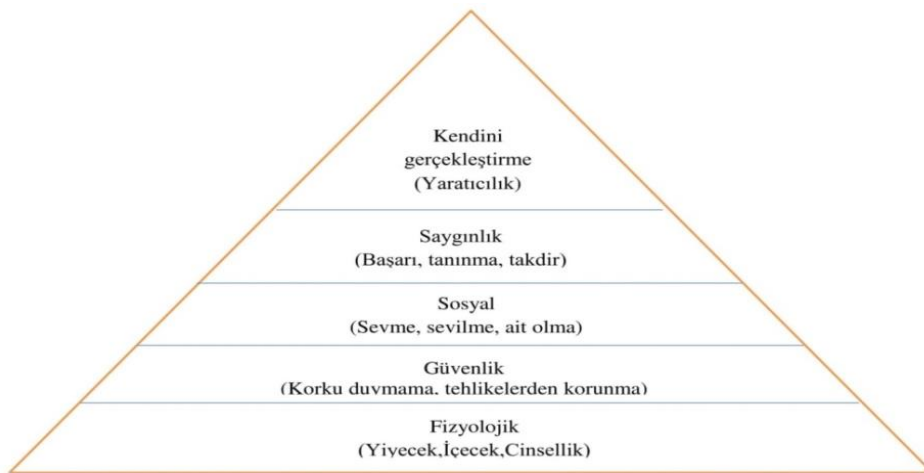 Kendini
gerçekleştirme
(Yaratıcılık)
Saygınlık
(Başarı, tanınma, takdir)
Sosyal
(Sevme, sevilme, ait olma)
Güvenlik
(Korku duymama, tehlikelerden korunma)
Fizyolojik
(Yiyecek,İçecek,Cinsellik)